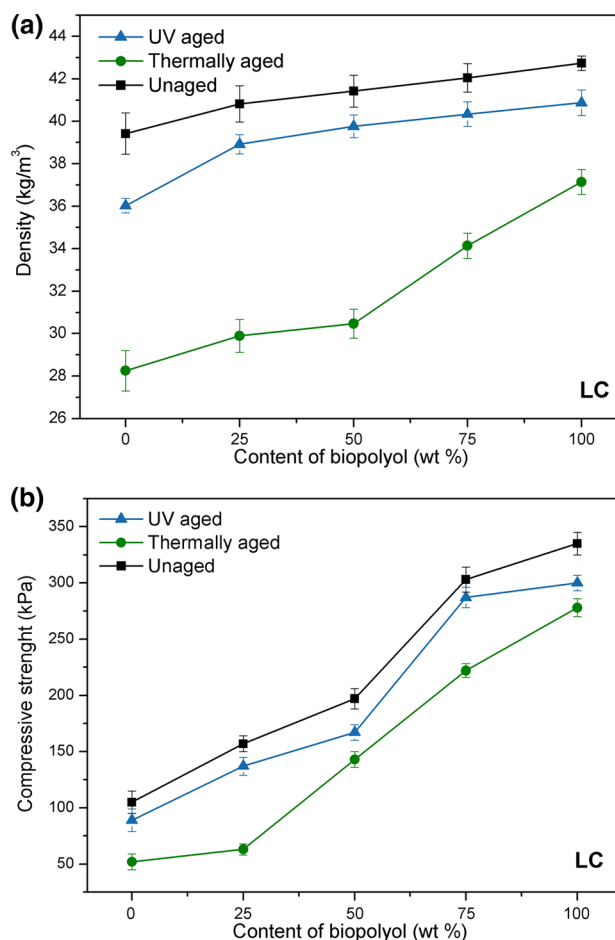 (a)
UV aged
Thermally aged
Unaged
44
42
40
38
36
34
32
30
28
26
Density (kg/m³)
0 25 50 75 100
Content of biopolyol (wt %)
LC
(b)
UV aged
Thermally aged
Unaged
350
300
250
200
150
100
50
Compressive strenght (kPa)
0 25 50 75 100
Content of biopolyol (wt %)
LC